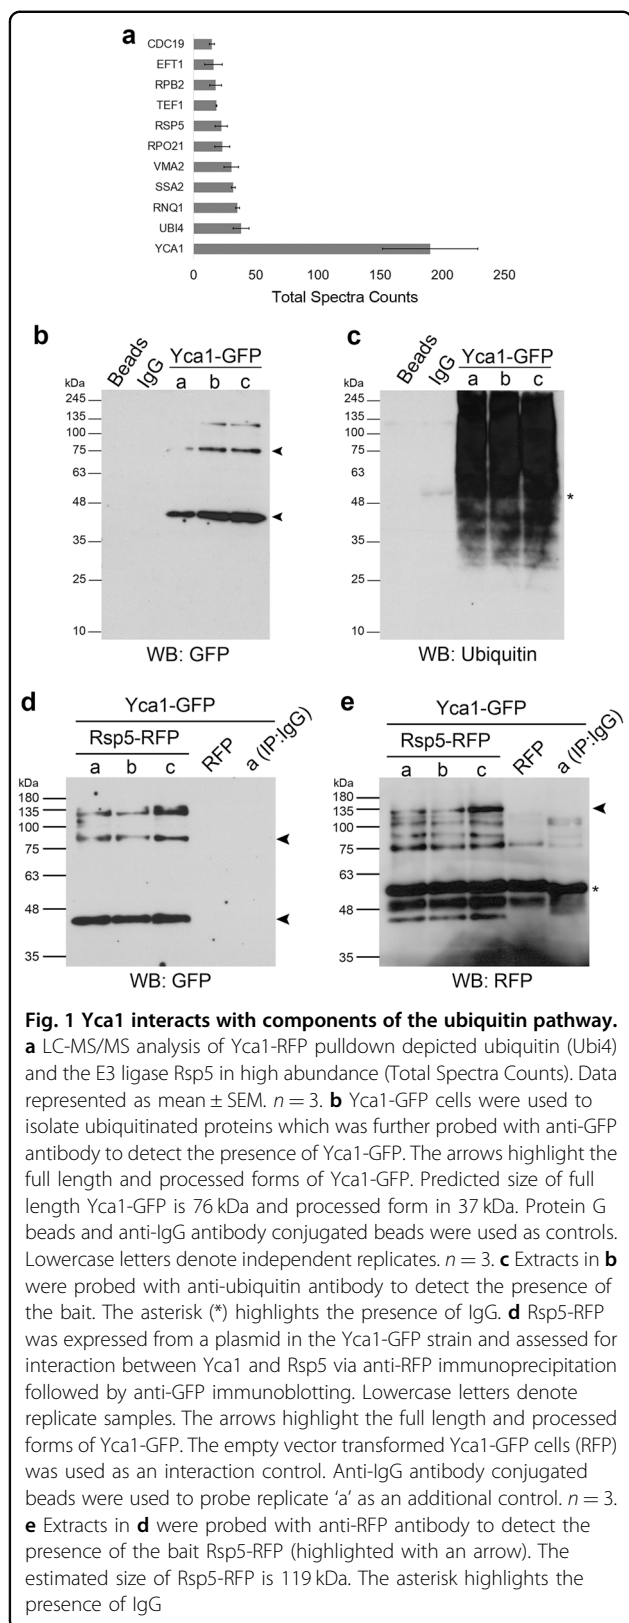 a
CDC19
EFT1
RPB2
TEF1
RSP5
RPO21
VMA2
SSA2
RNQ1
UBI4
YCA1
0 50 100 150 200 250
Total Spectra Counts
b
Beads
IgG
Yca1-GFP
a b c
kDa
245
135
100
75
63
48
35
25
10
WB: GFP
c
Beads
IgG
Yca1-GFP
a b c
kDa
245
135
100
75
63
48
35
25
10
*
WB: Ubiquitin
d
Yca1-GFP
Rsp5-RFP
RFP
a (IP:IgG)
a b c
kDa
180
135
100
75
63
48
35
WB: GFP
e
Yca1-GFP
Rsp5-RFP
RFP
a (IP:IgG)
a b c
kDa
180
135
100
75
63
48
35
*
WB: RFP
Fig. 1 Yca1 interacts with components of the ubiquitin pathway.
a LC-MS/MS analysis of Yca1-RFP pulldown depicted ubiquitin (Ubi4)
and the E3 ligase Rsp5 in high abundance (Total Spectra Counts). Data
represented as mean ± SEM. n = 3. b Yca1-GFP cells were used to
isolate ubiquitinated proteins which was further probed with anti-GFP
antibody to detect the presence of Yca1-GFP. The arrows highlight the
full length and processed forms of Yca1-GFP. Predicted size of full
length Yca1-GFP is 76 kDa and processed form in 37 kDa. Protein G
beads and anti-IgG antibody conjugated beads were used as controls.
Lowercase letters denote independent replicates. n = 3. c Extracts in b
were probed with anti-ubiquitin antibody to detect the presence of
the bait. The asterisk (*) highlights the presence of IgG. d Rsp5-RFP
was expressed from a plasmid in the Yca1-GFP strain and assessed for
interaction between Yca1 and Rsp5 via anti-RFP immunoprecipitation
followed by anti-GFP immunoblotting. Lowercase letters denote
replicate samples. The arrows highlight the full length and processed
forms of Yca1-GFP. The empty vector transformed Yca1-GFP cells (RFP)
was used as an interaction control. Anti-IgG antibody conjugated
beads were used to probe replicate 'a' as an additional control. n = 3.
e Extracts in d were probed with anti-RFP antibody to detect the
presence of the bait Rsp5-RFP (highlighted with an arrow). The
estimated size of Rsp5-RFP is 119 kDa. The asterisk highlights the
presence of IgG